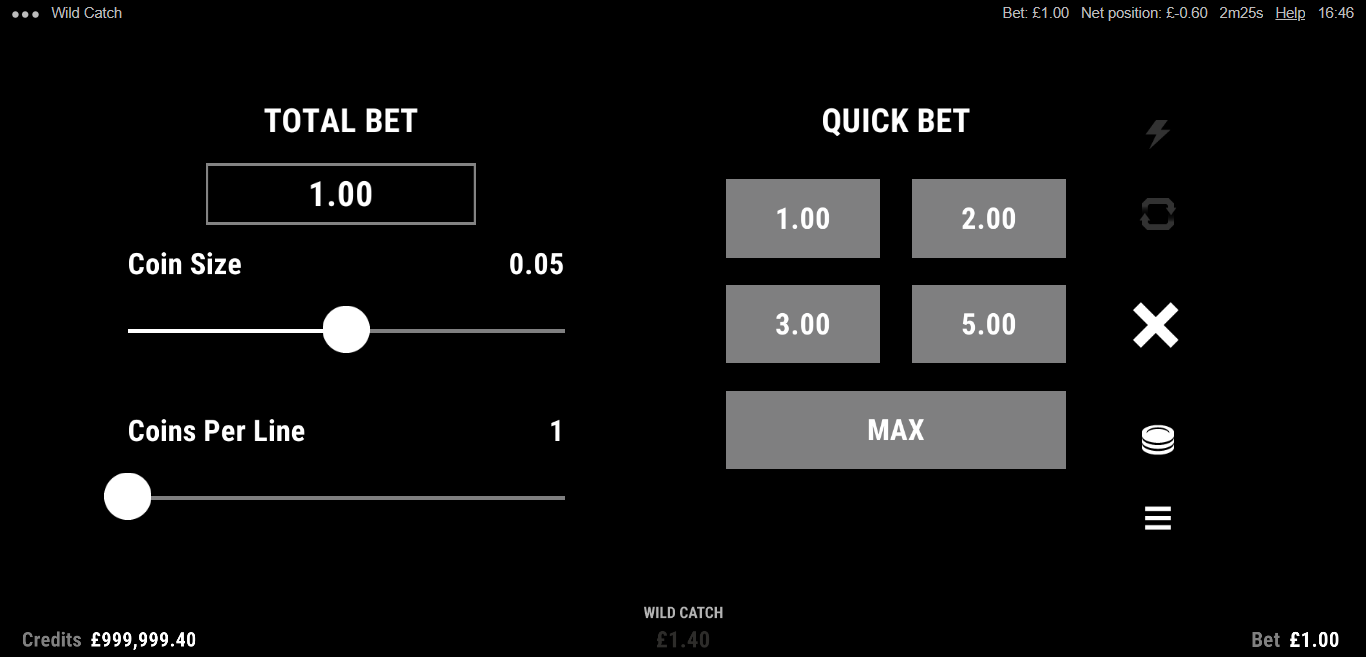 Wild Catch
Bet: £1.00 Net position: £-0.60 2m25s Help 16:46
TOTAL BET
1.00
Coin Size 0.05
Coins Per Line 1
QUICK BET
1.00 2.00
3.00 5.00
MAX
WILD CATCH
£1.40
Credits £999,999.40
Bet £1.00